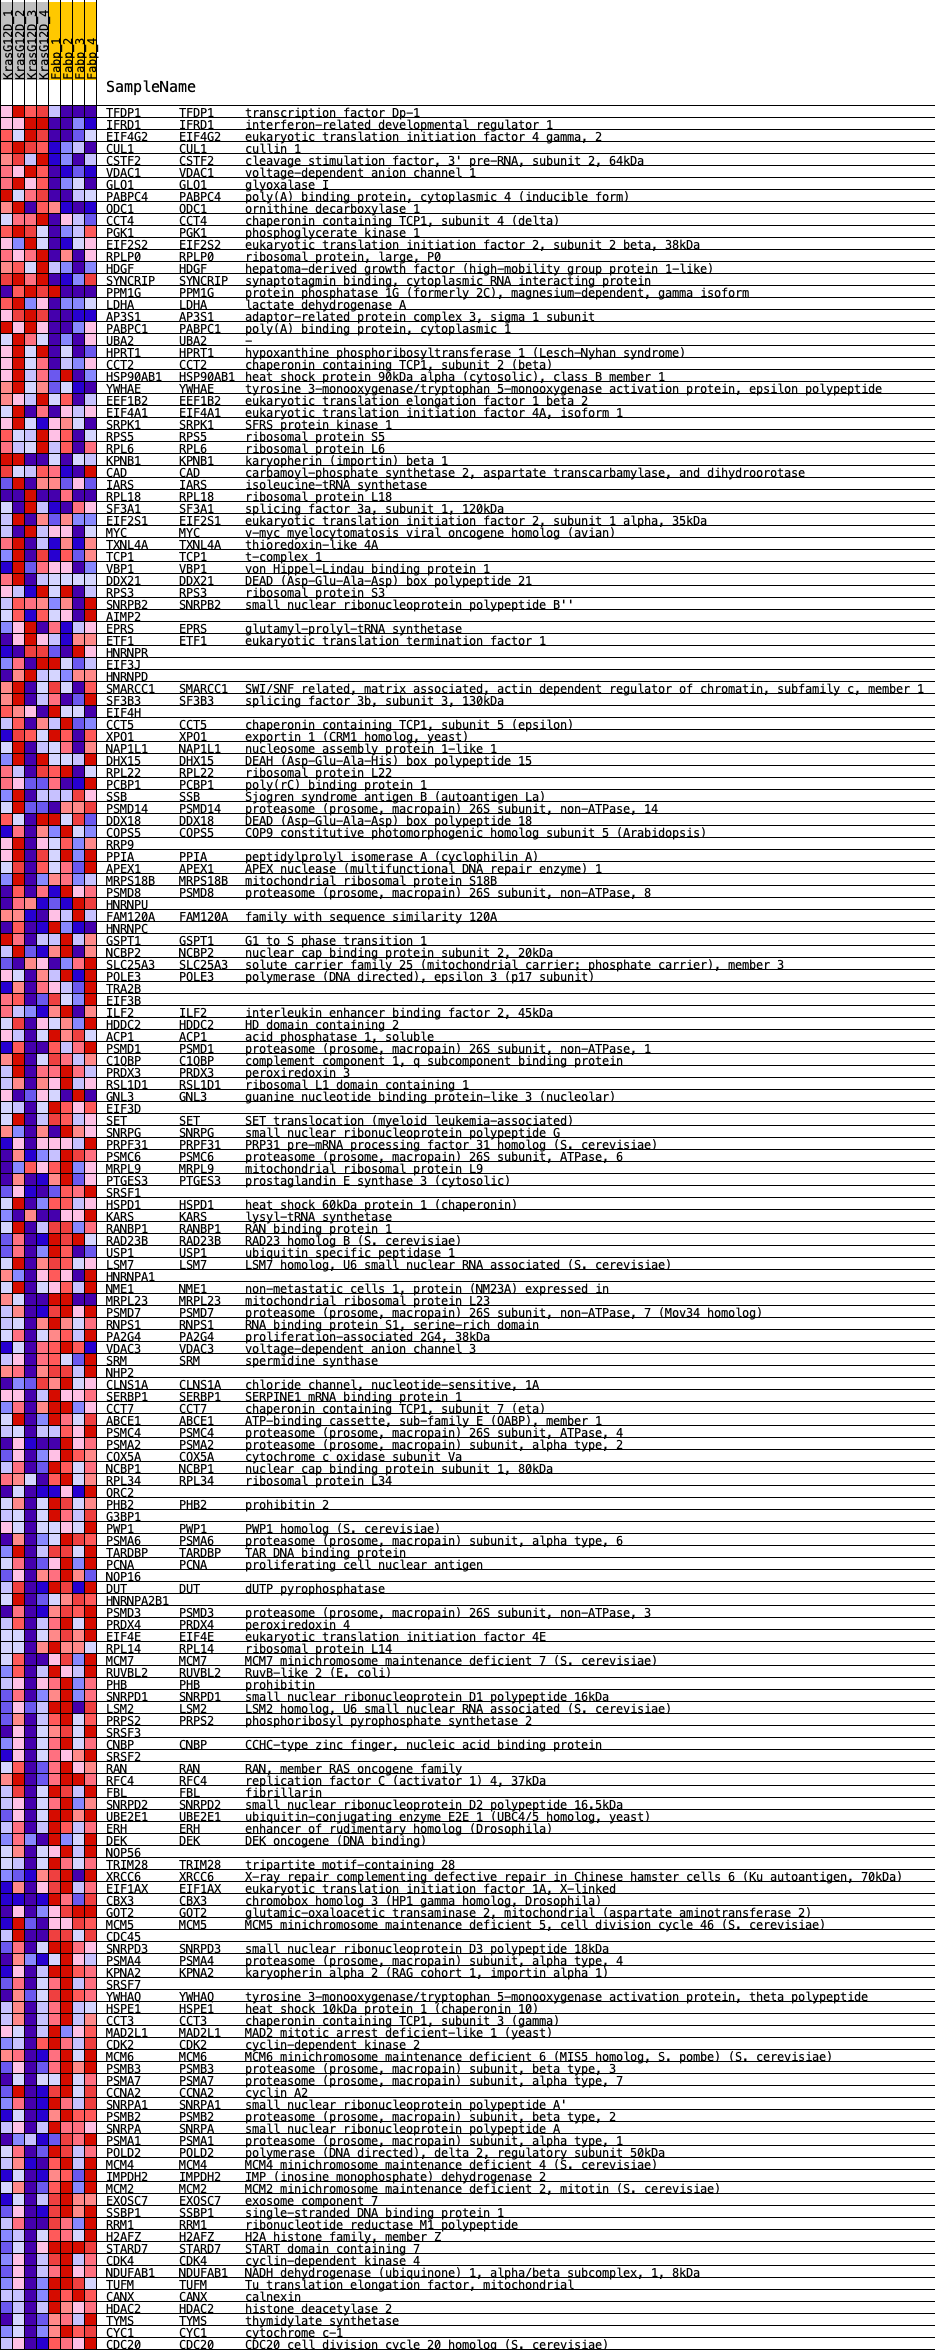 KrasG12D_1
KrasG12D_2
KrasG12D_3
KrasG12D_4
Fabp_1
Fabp_2
Fabp_3
Fabp_4
SampleName
TFDP1 TFDP1 transcription factor Dp-1
IFRD1 IFRD1 interferon-related developmental regulator 1
EIF4G2 EIF4G2 eukaryotic translation initiation factor 4 gamma, 2
CUL1 CUL1 cullin 1
CSTF2 CSTF2 cleavage stimulation factor, 3' pre-RNA, subunit 2, 64kDa
VDAC1 VDAC1 voltage-dependent anion channel 1
GLO1 GLO1 glyoxalase I
PABPC4 PABPC4 poly(A) binding protein, cytoplasmic 4 (inducible form)
ODC1 ODC1 ornithine decarboxylase 1
CCT4 CCT4 chaperonin containing TCP1, subunit 4 (delta)
PGK1 PGK1 phosphoglycerate kinase 1
EIF2S2 EIF2S2 eukaryotic translation initiation factor 2, subunit 2 beta, 38kDa
RPLP0 RPLP0 ribosomal protein, large, P0
HDGF HDGF hepatoma-derived growth factor (high-mobility group protein 1-like)
SYNCRIP SYNCRIP synaptotagmin binding, cytoplasmic RNA interacting protein
PPM1G PPM1G protein phosphatase 1G (formerly 2C), magnesium-dependent, gamma isoform
LDHA LDHA lactate dehydrogenase A
AP3S1 AP3S1 adaptor-related protein complex 3, sigma 1 subunit
PABPC1 PABPC1 poly(A) binding protein, cytoplasmic 1
UBA2 UBA2 -
HPRT1 HPRT1 hypoxanthine phosphoribosyltransferase 1 (Lesch-Nyhan syndrome)
CCT2 CCT2 chaperonin containing TCP1, subunit 2 (beta)
HSP90AB1 HSP90AB1 heat shock protein 90kDa alpha (cytosolic), class B member 1
YWHAE YWHAE tyrosine 3-monooxygenase/tryptophan 5-monooxygenase activation protein, epsilon polypeptide
EEF1B2 EEF1B2 eukaryotic translation elongation factor 1 beta 2
EIF4A1 EIF4A1 eukaryotic translation initiation factor 4A, isoform 1
SRPK1 SRPK1 SFRS protein kinase 1
RPS5 RPS5 ribosomal protein S5
RPL6 RPL6 ribosomal protein L6
KPNB1 KPNB1 karyopherin (importin) beta 1
CAD CAD carbamoyl-phosphate synthetase 2, aspartate transcarbamylase, and dihydroorotase
IARS IARS isoleucine-tRNA synthetase
RPL18 RPL18 ribosomal protein L18
SF3A1 SF3A1 splicing factor 3a, subunit 1, 120kDa
EIF2S1 EIF2S1 eukaryotic translation initiation factor 2, subunit 1 alpha, 35kDa
MYC MYC v-myc myelocytomatosis viral oncogene homolog (avian)
TXNL4A TXNL4A thioredoxin-like 4A
TCP1 TCP1 t-complex 1
VBP1 VBP1 von Hippel-Lindau binding protein 1
DDX21 DDX21 DEAD (Asp-Glu-Ala-Asp) box polypeptide 21
RPS3 RPS3 ribosomal protein S3
SNRPB2 SNRPB2 small nuclear ribonucleoprotein polypeptide B''
AIMP2
EPRS EPRS glutamyl-prolyl-tRNA synthetase
ETF1 ETF1 eukaryotic translation termination factor 1
HNRNPR
EIF3J
HNRNPD
SMARCC1 SMARCC1 SWI/SNF related, matrix associated, actin dependent regulator of chromatin, subfamily c, member 1
SF3B3 SF3B3 splicing factor 3b, subunit 3, 130kDa
EIF4H
CCT5 CCT5 chaperonin containing TCP1, subunit 5 (epsilon)
XPO1 XPO1 exportin 1 (CRM1 homolog, yeast)
NAP1L1 NAP1L1 nucleosome assembly protein 1-like 1
DHX15 DHX15 DEAH (Asp-Glu-Ala-His) box polypeptide 15
RPL22 RPL22 ribosomal protein L22
PCBP1 PCBP1 poly(rC) binding protein 1
SSB SSB Sjogren syndrome antigen B (autoantigen La)
PSMD14 PSMD14 proteasome (prosome, macropain) 26S subunit, non-ATPase, 14
DDX18 DDX18 DEAD (Asp-Glu-Ala-Asp) box polypeptide 18
COPS5 COPS5 COP9 constitutive photomorphogenic homolog subunit 5 (Arabidopsis)
RRP9
PPIA PPIA peptidylprolyl isomerase A (cyclophilin A)
APEX1 APEX1 APEX nuclease (multifunctional DNA repair enzyme) 1
MRPS18B MRPS18B mitochondrial ribosomal protein S18B
PSMD8 PSMD8 proteasome (prosome, macropain) 26S subunit, non-ATPase, 8
HNRNPU
FAM120A FAM120A family with sequence similarity 120A
HNRNPC
GSPT1 GSPT1 G1 to S phase transition 1
NCBP2 NCBP2 nuclear cap binding protein subunit 2, 20kDa
SLC25A3 SLC25A3 solute carrier family 25 (mitochondrial carrier; phosphate carrier), member 3
POLE3 POLE3 polymerase (DNA directed), epsilon 3 (p17 subunit)
TRA2B
EIF3B
ILF2 ILF2 interleukin enhancer binding factor 2, 45kDa
HDDC2 HDDC2 HD domain containing 2
ACP1 ACP1 acid phosphatase 1, soluble
PSMD1 PSMD1 proteasome (prosome, macropain) 26S subunit, non-ATPase, 1
C1QBP C1QBP complement component 1, q subcomponent binding protein
PRDX3 PRDX3 peroxiredoxin 3
RSL1D1 RSL1D1 ribosomal L1 domain containing 1
GNL3 GNL3 guanine nucleotide binding protein-like 3 (nucleolar)
EIF3D
SET SET SET translocation (myeloid leukemia-associated)
SNRPG SNRPG small nuclear ribonucleoprotein polypeptide G
PRPF31 PRPF31 PRP31 pre-mRNA processing factor 31 homolog (S. cerevisiae)
PSMC6 PSMC6 proteasome (prosome, macropain) 26S subunit, ATPase, 6
MRPL9 MRPL9 mitochondrial ribosomal protein L9
PTGES3 PTGES3 prostaglandin E synthase 3 (cytosolic)
SRSF1
HSPD1 HSPD1 heat shock 60kDa protein 1 (chaperonin)
KARS KARS lysyl-tRNA synthetase
RANBP1 RANBP1 RAN binding protein 1
RAD23B RAD23B RAD23 homolog B (S. cerevisiae)
USP1 USP1 ubiquitin specific peptidase 1
LSM7 LSM7 LSM7 homolog, U6 small nuclear RNA associated (S. cerevisiae)
HNRNPA1
NME1 NME1 non-metastatic cells 1, protein (NM23A) expressed in
MRPL23 MRPL23 mitochondrial ribosomal protein L23
PSMD7 PSMD7 proteasome (prosome, macropain) 26S subunit, non-ATPase, 7 (Mov34 homolog)
RNPS1 RNPS1 RNA binding protein S1, serine-rich domain
PA2G4 PA2G4 proliferation-associated 2G4, 38kDa
VDAC3 VDAC3 voltage-dependent anion channel 3
SRM SRM spermidine synthase
NHP2
CLNS1A CLNS1A chloride channel, nucleotide-sensitive, 1A
SERBP1 SERBP1 SERPINE1 mRNA binding protein 1
CCT7 CCT7 chaperonin containing TCP1, subunit 7 (eta)
ABCE1 ABCE1 ATP-binding cassette, sub-family E (OABP), member 1
PSMC4 PSMC4 proteasome (prosome, macropain) 26S subunit, ATPase, 4
PSMA2 PSMA2 proteasome (prosome, macropain) subunit, alpha type, 2
COX5A COX5A cytochrome c oxidase subunit Va
NCBP1 NCBP1 nuclear cap binding protein subunit 1, 80kDa
RPL34 RPL34 ribosomal protein L34
ORC2
PHB2 PHB2 prohibitin 2
G3BP1
PWP1 PWP1 PWP1 homolog (S. cerevisiae)
PSMA6 PSMA6 proteasome (prosome, macropain) subunit, alpha type, 6
TARDBP TARDBP TAR DNA binding protein
PCNA PCNA proliferating cell nuclear antigen
NOP16
DUT DUT dUTP pyrophosphatase
HNRNPA2B1
PSMD3 PSMD3 proteasome (prosome, macropain) 26S subunit, non-ATPase, 3
PRDX4 PRDX4 peroxiredoxin 4
EIF4E EIF4E eukaryotic translation initiation factor 4E
RPL14 RPL14 ribosomal protein L14
MCM7 MCM7 MCM7 minichromosome maintenance deficient 7 (S. cerevisiae)
RUVBL2 RUVBL2 RuvB-like 2 (E. coli)
PHB PHB prohibitin
SNRPD1 SNRPD1 small nuclear ribonucleoprotein D1 polypeptide 16kDa
LSM2 LSM2 LSM2 homolog, U6 small nuclear RNA associated (S. cerevisiae)
PRPS2 PRPS2 phosphoribosyl pyrophosphate synthetase 2
SRSF3
CNBP CNBP CCHC-type zinc finger, nucleic acid binding protein
SRSF2
RAN RAN RAN, member RAS oncogene family
RFC4 RFC4 replication factor C (activator 1) 4, 37kDa
FBL FBL fibrillarin
SNRPD2 SNRPD2 small nuclear ribonucleoprotein D2 polypeptide 16.5kDa
UBE2E1 UBE2E1 ubiquitin-conjugating enzyme E2E 1 (UBC4/5 homolog, yeast)
ERH ERH enhancer of rudimentary homolog (Drosophila)
DEK DEK DEK oncogene (DNA binding)
NOP56
TRIM28 TRIM28 tripartite motif-containing 28
XRCC6 XRCC6 X-ray repair complementing defective repair in Chinese hamster cells 6 (Ku autoantigen, 70kDa)
EIF1AX EIF1AX eukaryotic translation initiation factor 1A, X-linked
CBX3 CBX3 chromobox homolog 3 (HP1 gamma homolog, Drosophila)
GOT2 GOT2 glutamic-oxaloacetic transaminase 2, mitochondrial (aspartate aminotransferase 2)
MCM5 MCM5 MCM5 minichromosome maintenance deficient 5, cell division cycle 46 (S. cerevisiae)
CDC45
SNRPD3 SNRPD3 small nuclear ribonucleoprotein D3 polypeptide 18kDa
PSMA4 PSMA4 proteasome (prosome, macropain) subunit, alpha type, 4
KPNA2 KPNA2 karyopherin alpha 2 (RAG cohort 1, importin alpha 1)
SRSF7
YWHAQ YWHAQ tyrosine 3-monooxygenase/tryptophan 5-monooxygenase activation protein, theta polypeptide
HSPE1 HSPE1 heat shock 10kDa protein 1 (chaperonin 10)
CCT3 CCT3 chaperonin containing TCP1, subunit 3 (gamma)
MAD2L1 MAD2L1 MAD2 mitotic arrest deficient-like 1 (yeast)
CDK2 CDK2 cyclin-dependent kinase 2
MCM6 MCM6 MCM6 minichromosome maintenance deficient 6 (MIS5 homolog, S. pombe) (S. cerevisiae)
PSMB3 PSMB3 proteasome (prosome, macropain) subunit, beta type, 3
PSMA7 PSMA7 proteasome (prosome, macropain) subunit, alpha type, 7
CCNA2 CCNA2 cyclin A2
SNRPA1 SNRPA1 small nuclear ribonucleoprotein polypeptide A'
PSMB2 PSMB2 proteasome (prosome, macropain) subunit, beta type, 2
SNRPA SNRPA small nuclear ribonucleoprotein polypeptide A
PSMA1 PSMA1 proteasome (prosome, macropain) subunit, alpha type, 1
POLD2 POLD2 polymerase (DNA directed), delta 2, regulatory subunit 50kDa
MCM4 MCM4 MCM4 minichromosome maintenance deficient 4 (S. cerevisiae)
IMPDH2 IMPDH2 IMP (inosine monophosphate) dehydrogenase 2
MCM2 MCM2 MCM2 minichromosome maintenance deficient 2, mitotin (S. cerevisiae)
EXOSC7 EXOSC7 exosome component 7
SSBP1 SSBP1 single-stranded DNA binding protein 1
RRM1 RRM1 ribonucleotide reductase M1 polypeptide
H2AFZ H2AFZ H2A histone family, member Z
STARD7 STARD7 START domain containing 7
CDK4 CDK4 cyclin-dependent kinase 4
NDUFAB1 NDUFAB1 NADH dehydrogenase (ubiquinone) 1, alpha/beta subcomplex, 1, 8kDa
TUFM TUFM Tu translation elongation factor, mitochondrial
CANX CANX calnexin
HDAC2 HDAC2 histone deacetylase 2
TYMS TYMS thymidylate synthetase
CYC1 CYC1 cytochrome c-1
CDC20 CDC20 CDC20 cell division cycle 20 homolog (S. cerevisiae)